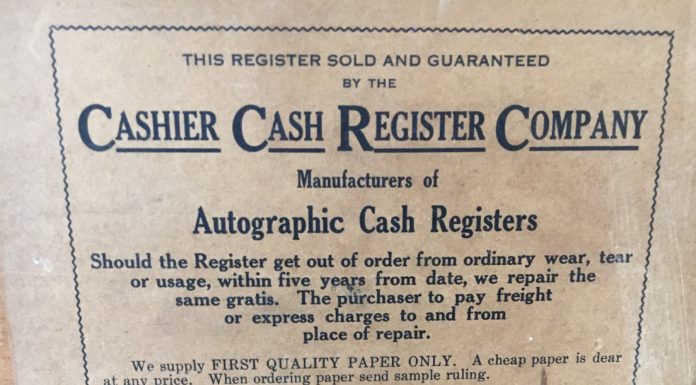 THIS REGISTER SOLD AND GUARANTEED
BY THE
CASHIER CASH REGISTER COMPANY
Manufacturers of
Autographic Cash Registers
Should the Register get out of order from ordinary wear, tear
or usage, within five years from date, we repair the
same gratis. The purchaser to pay freight
or express charges to and from
place of repair.
We supply FIRST QUALITY PAPER ONLY. A cheap paper is dear
at any price. When ordering paper send sample ruling.